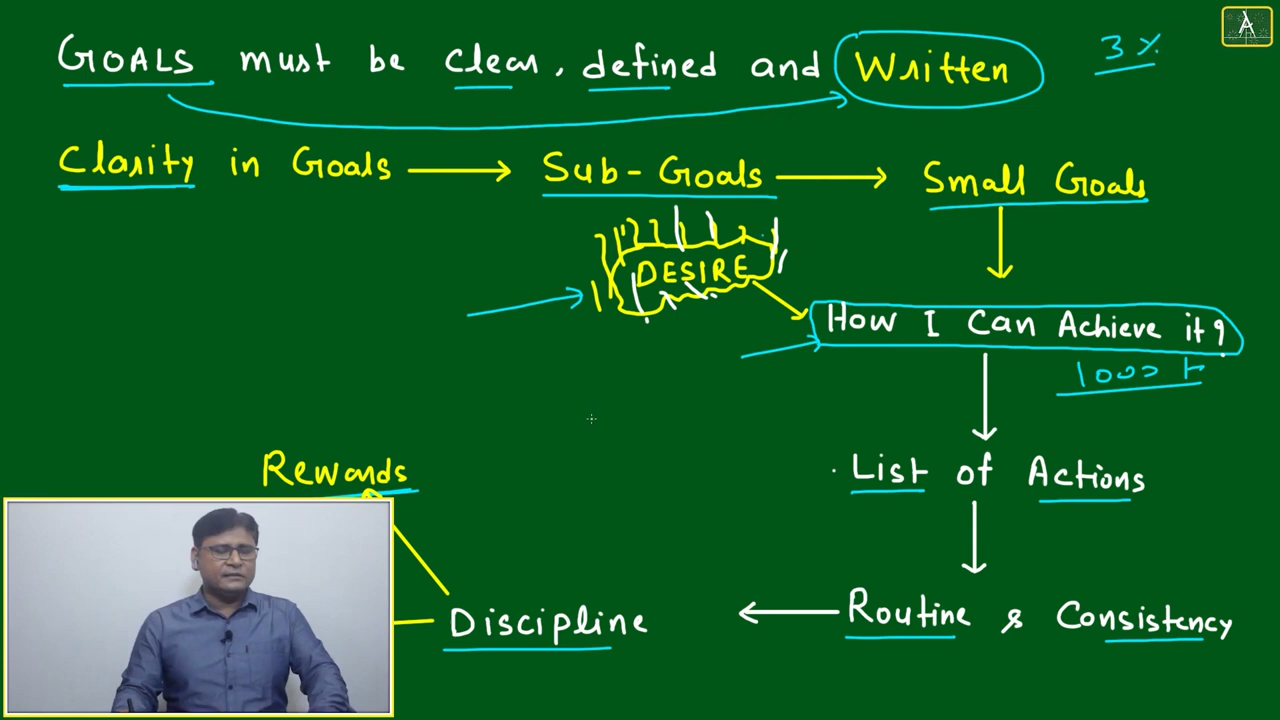 GOALS must be clear, defined and Written
3%
Clarity in Goals → Sub-Goals → Small Goals
DESIRE
How I Can Achieve it?
List of Actions
Rewards
Discipline ← Routine & Consistency